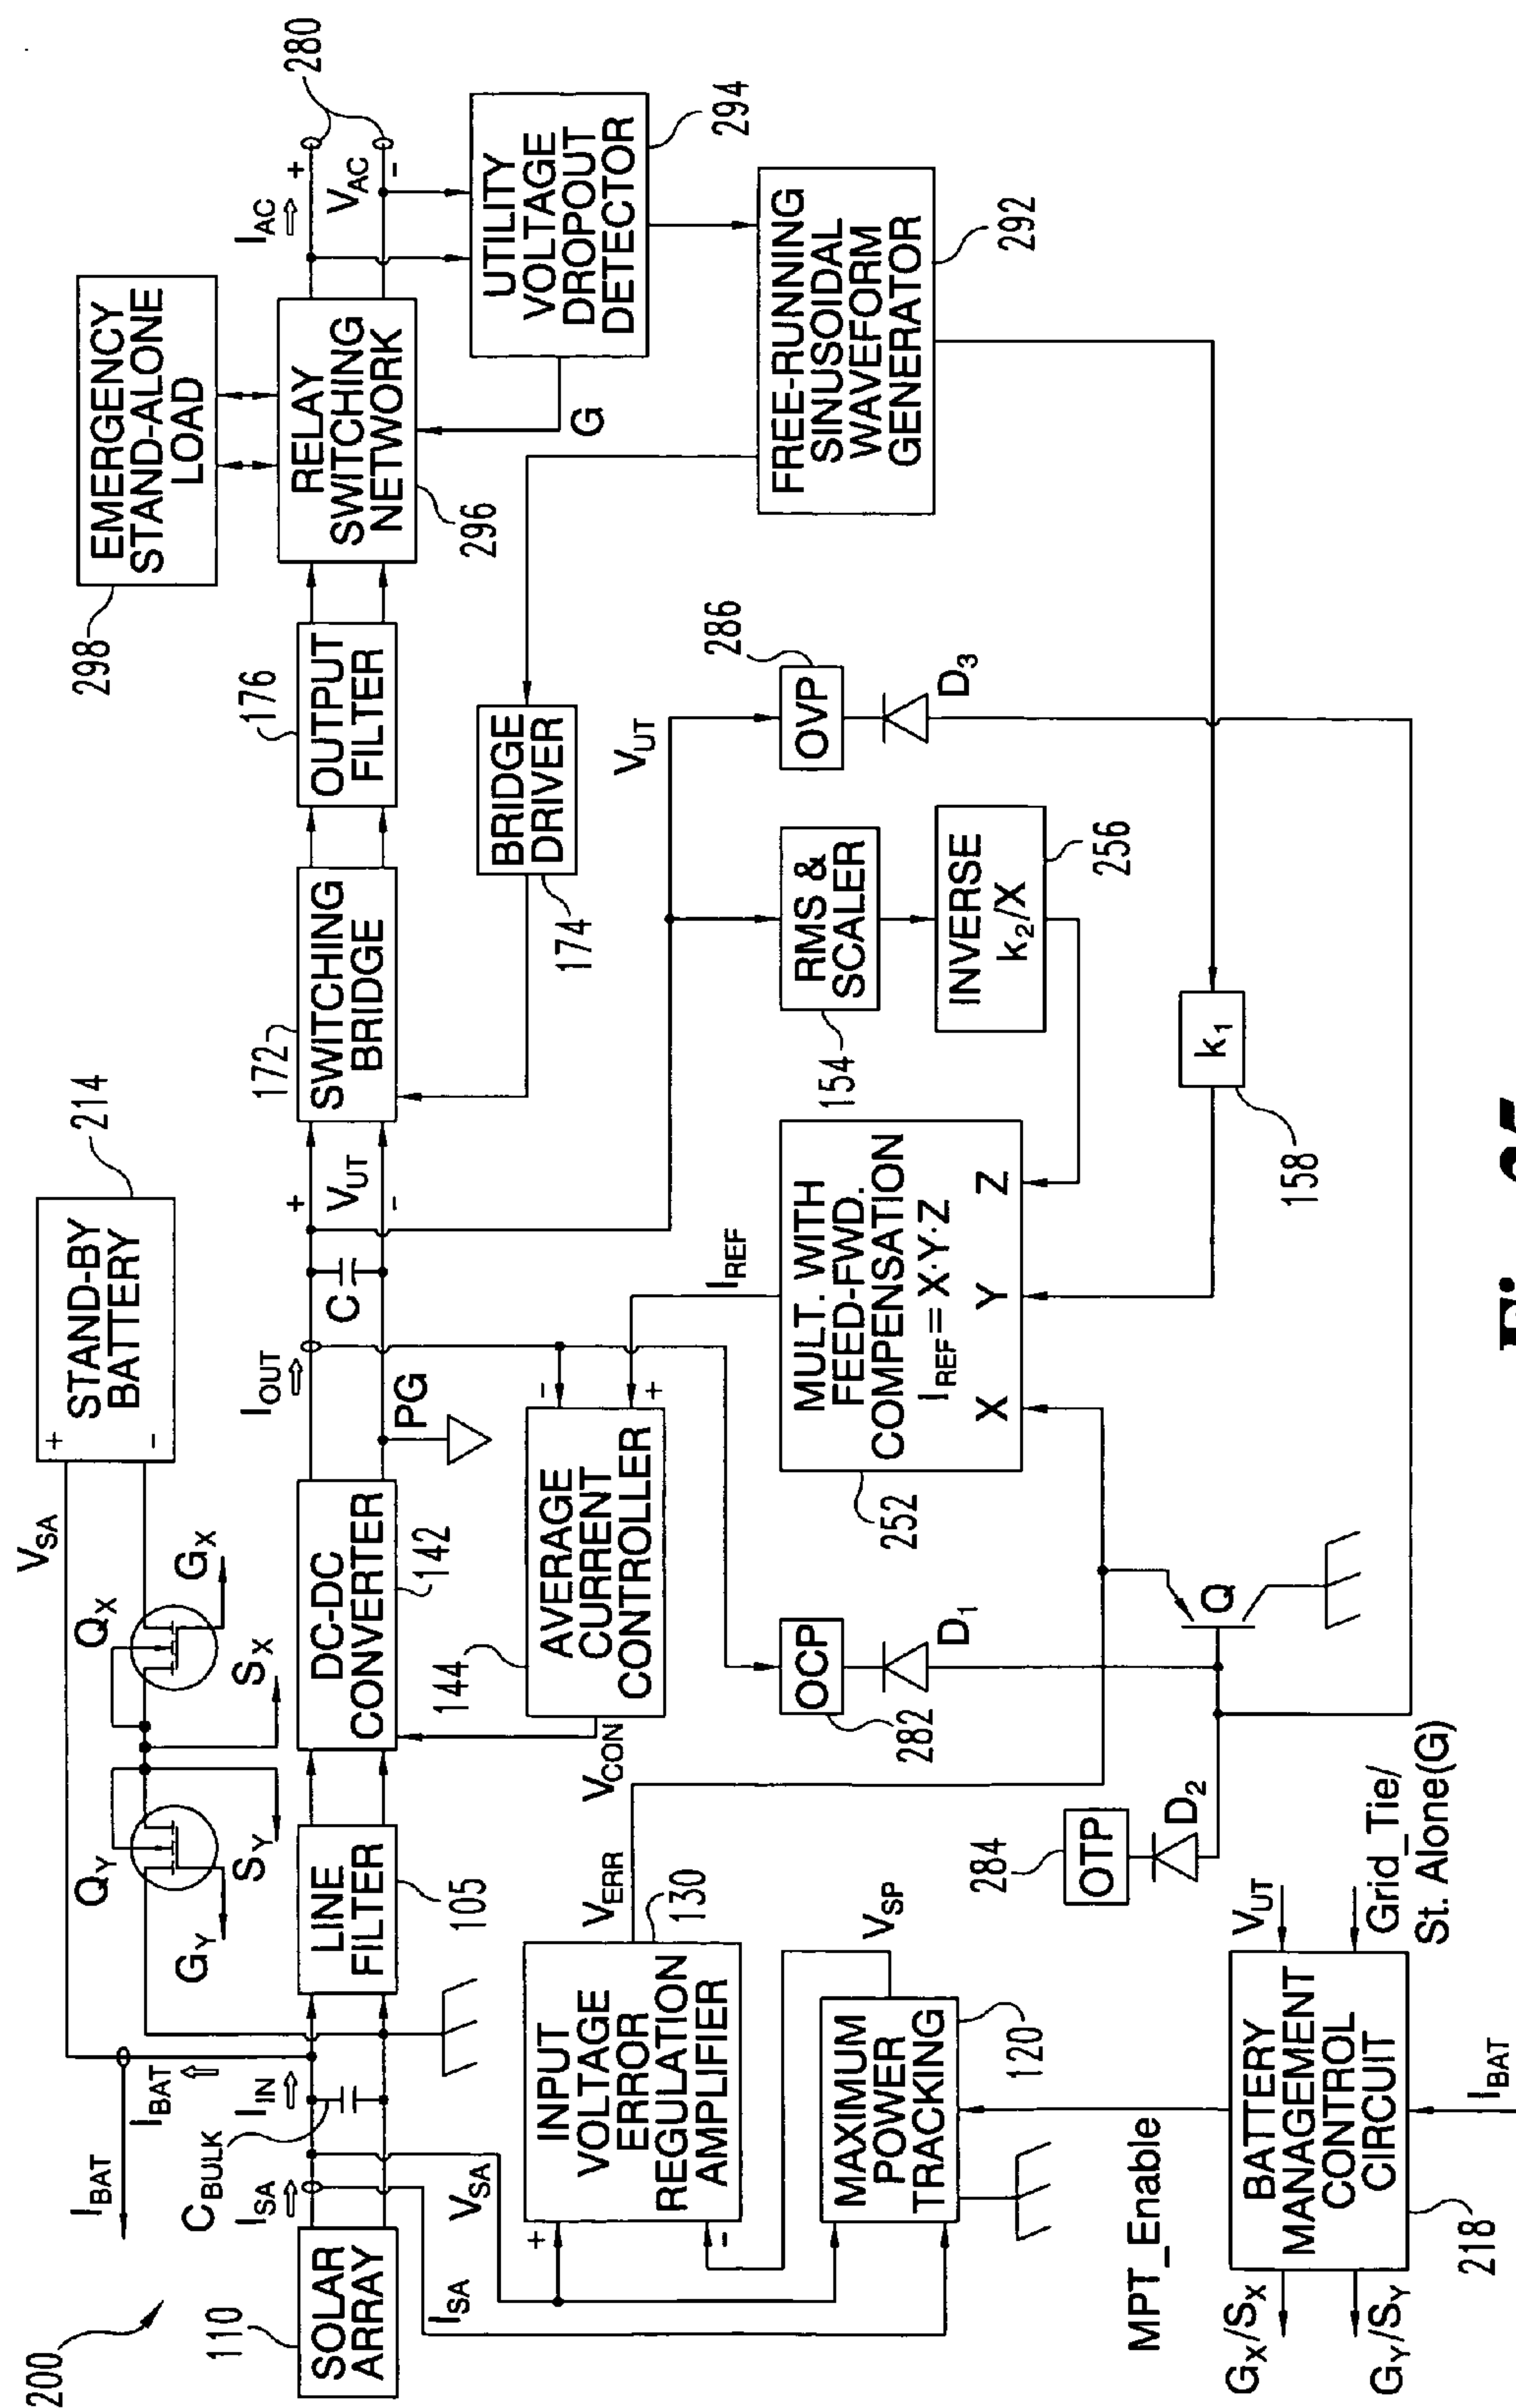 200
110
SOLAR
ARRAY
I_SA
C_BULK
I_BAT
I_BAT
I_IN
V_SA
I_SA
V_SA
LINE
FILTER
105
Q_Y
G_Y
S_Y
Q_X
G_X
S_X
STAND-BY
BATTERY
+
-
214
DC-DC
CONVERTER
142
I_OUT
PG
C
+
V_UT
-
172
SWITCHING
BRIDGE
176
OUTPUT
FILTER
298
EMERGENCY
STAND-ALONE
LOAD
RELAY
SWITCHING
NETWORK
296
I_AC
+
V_AC
-
280
UTILITY
VOLTAGE
DROPOUT
DETECTOR
294
G
BRIDGE
DRIVER
174
FREE-RUNNING
SINUSOIDAL
WAVEFORM
GENERATOR
292
INPUT
VOLTAGE
ERROR
REGULATION
AMPLIFIER
+
-
130
V_ERR
V_CON
144
AVERAGE
CURRENT
CONTROLLER
-
+
I_REF
V_UT
MAXIMUM
POWER
TRACKING
120
V_SP
OCP
282
D_1
MULT. WITH
FEED-FWD.
COMPENSATION
I_REF = X·Y·Z
X Y Z
252
RMS &
SCALER
154
INVERSE
k_2/X
256
OVP
286
D_3
OTP
284
D_2
Q
k_1
158
MPT_Enable
BATTERY
MANAGEMENT
CONTROL
CIRCUIT
218
V_UT
Grid_Tie/
St. Alone(G)
G_X/S_X
G_Y/S_Y
I_BAT